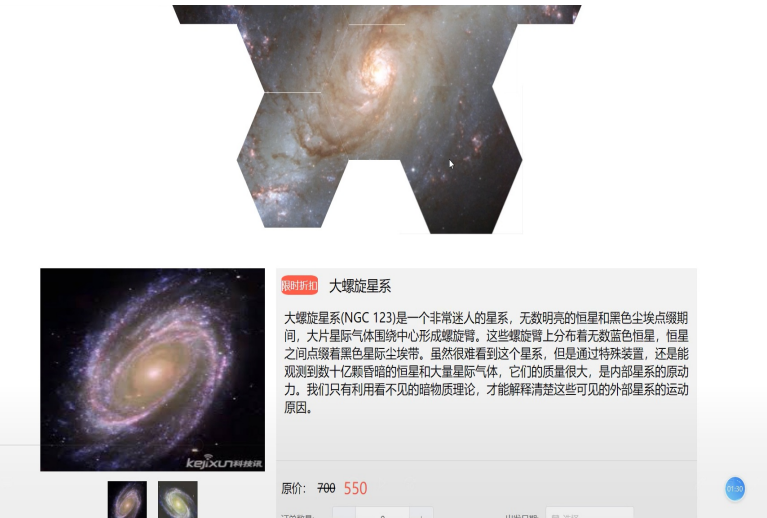 限时折扣 大螺旋星系
大螺旋星系(NGC 123)是一个非常迷人的星系，无数明亮的恒星和黑色尘埃点缀期
间，大片星际气体围绕中心形成螺旋臂。这些螺旋臂上分布着无数蓝色恒星，恒星
之间点缀着黑色星际尘埃带。虽然很难看到这个星系，但是通过特殊装置，还是能
观测到数十亿颗昏暗的恒星和大量星际气体，它们的质量很大，是内部星系的原动
力。我们只有利用看不见的暗物质理论，才能解释清楚这些可见的外部星系的运动
原因。
kejixun科技讯
原价： 700 550
01:30